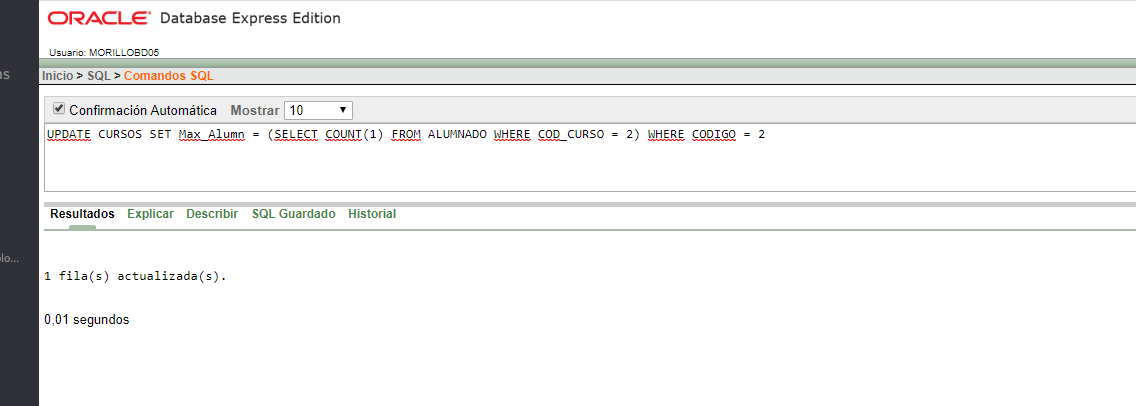 ORACLE® Database Express Edition
Usuario: MORILLOBD05
as
Inicio > SQL > Comandos SQL
Confirmación Automática Mostrar 10
UPDATE CURSOS SET Max_Alumn = (SELECT COUNT(1) FROM ALUMNADO WHERE COD_CURSO = 2) WHERE CODIGO = 2
Resultados Explicar Describir SQL Guardado Historial
olo...
1 fila(s) actualizada(s).
0,01 segundos